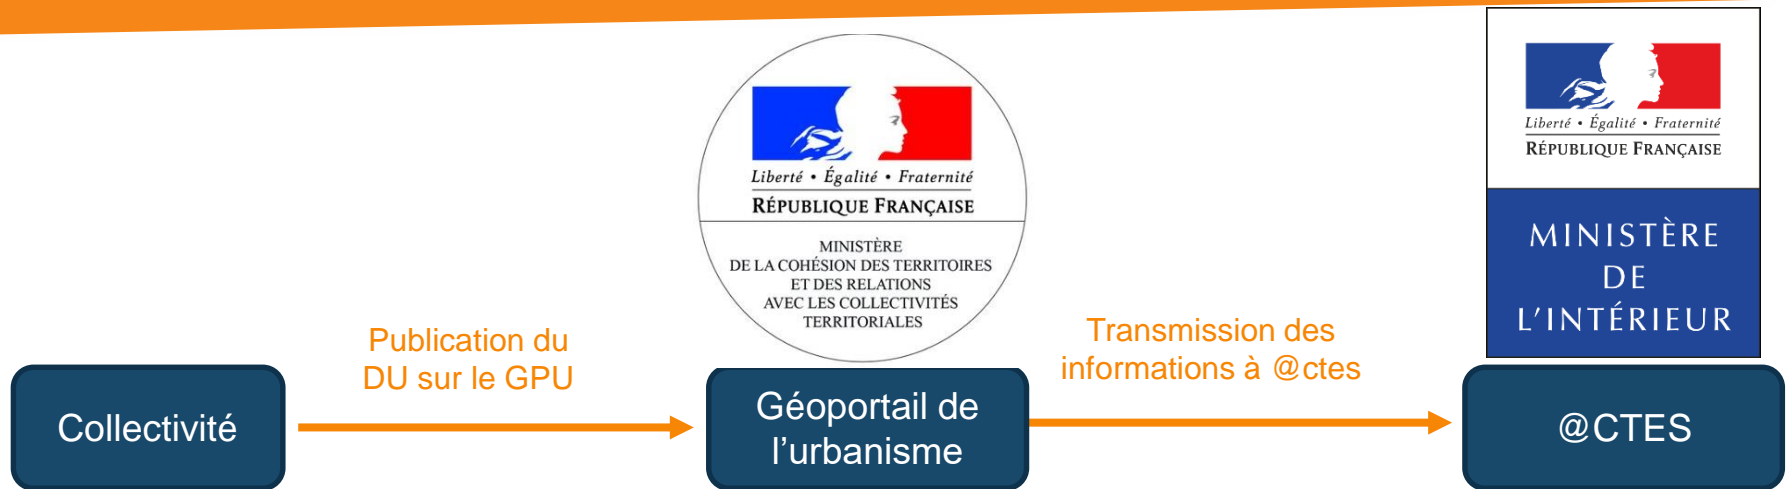 Liberté • Égalité • Fraternité
RÉPUBLIQUE FRANÇAISE
MINISTÈRE
DE LA COHÉSION DES TERRITOIRES
ET DES RELATIONS
AVEC LES COLLECTIVITÉS
TERRITORIALES
Liberté • Égalité • Fraternité
RÉPUBLIQUE FRANÇAISE
MINISTÈRE
DE
L'INTÉRIEUR
Collectivité
Publication du
DU sur le GPU
Géoportail de
l’urbanisme
Transmission des
informations à @ctes
@CTES